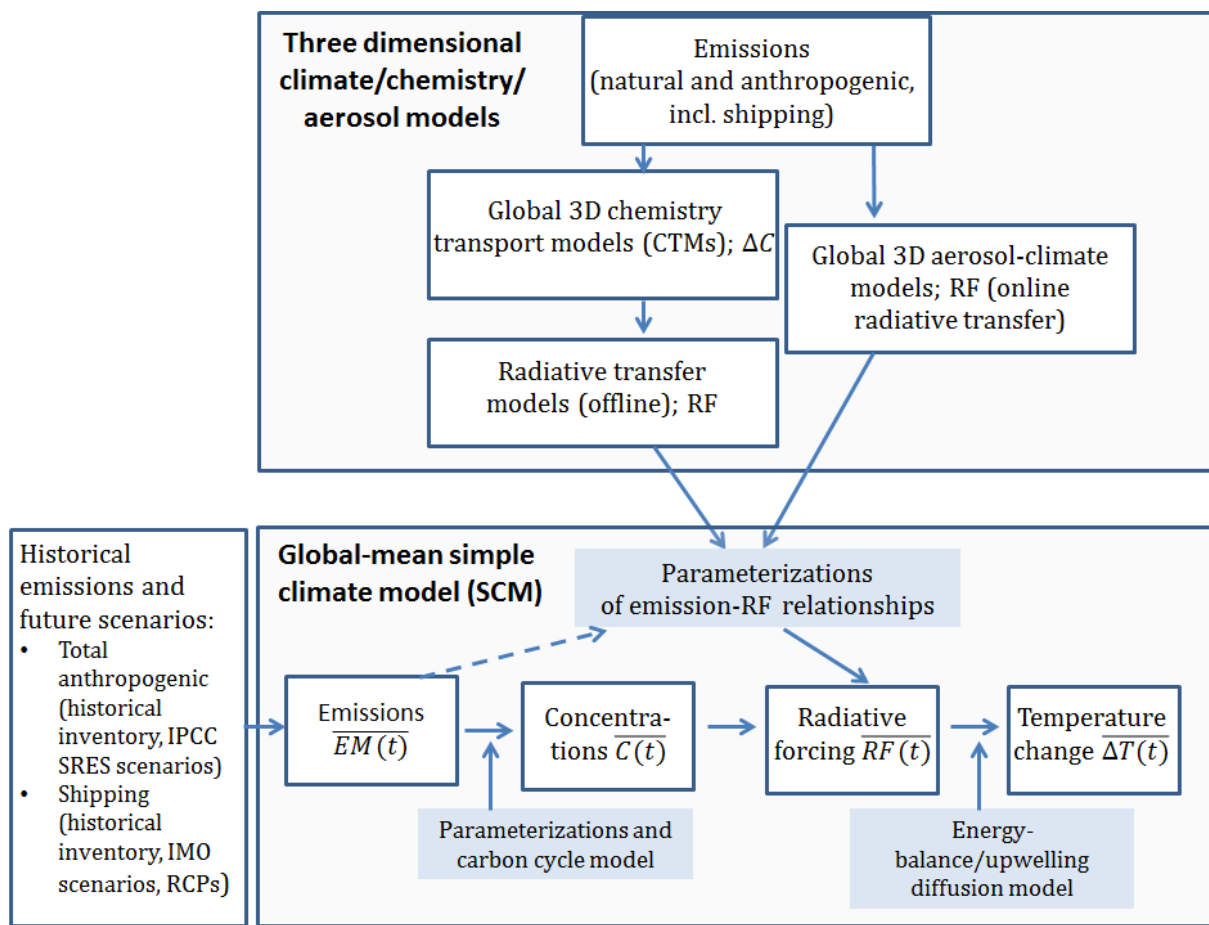 Three dimensional
climate/chemistry/
aerosol models
Emissions
(natural and anthropogenic,
incl. shipping)
Global 3D chemistry
transport models (CTMs); ΔC
Global 3D aerosol-climate
models; RF (online
radiative transfer)
Radiative transfer
models (offline); RF
Historical
emissions and
future scenarios:
• Total
anthropogenic
(historical
inventory, IPCC
SRES scenarios)
• Shipping
(historical
inventory, IMO
scenarios, RCPs)
Global-mean simple
climate model (SCM)
Parameterizations
of emission-RF relationships
Emissions
E̅M̅(̅t̅)̅
Concentra-
tions C̅(̅t̅)̅
Radiative
forcing R̅F̅(̅t̅)̅
Temperature
change Δ̅T̅(̅t̅)̅
Parameterizations and
carbon cycle model
Energy-
balance/upwelling
diffusion model